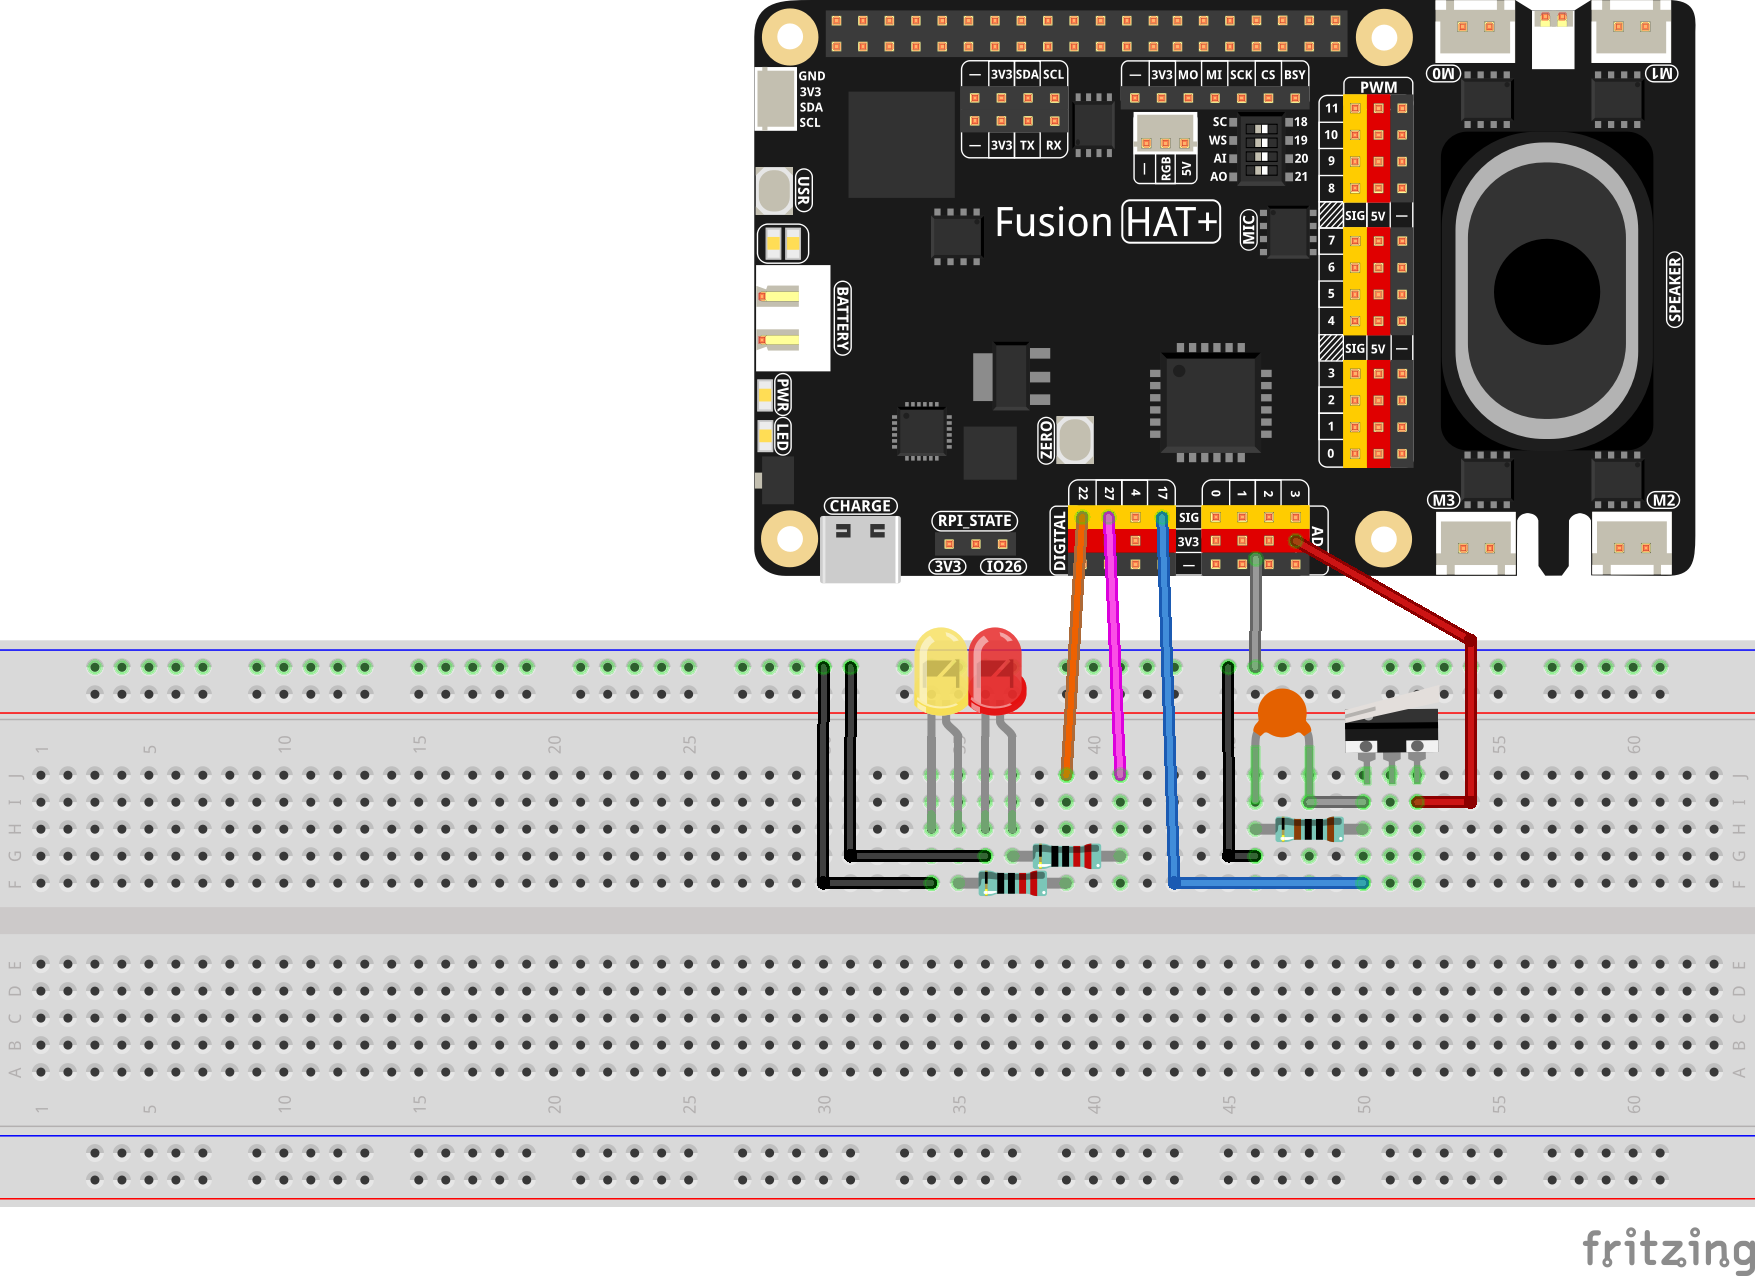 GND
3V3
SDA
SCL
— 3V3 SDA SCL
— 3V3 TX RX
— 3V3 MO MI SCK CS BSY
SC 18
WS 19
AI 20
AO 21
— RGB 5V
M0
M1
PWM
11
10
9
8
SIG 5V —
7
6
5
4
SIG 5V —
3
2
1
0
USR
Fusion HAT+
MIC
SPEAKER
BATTERY
PWR
LED
ZERO
CHARGE
RPI_STATE
3V3 IO26
DIGITAL
22 27 4 17
0 1 2 3
SIG
3V3
—
AD
M3
M2
1 5 10 15 20 25 35 40 55 60
J J
I I
H H
G G
F F
E E
D D
C C
B B
A A
1 5 10 15 20 25 30 35 40 45 50 55 60
fritzing